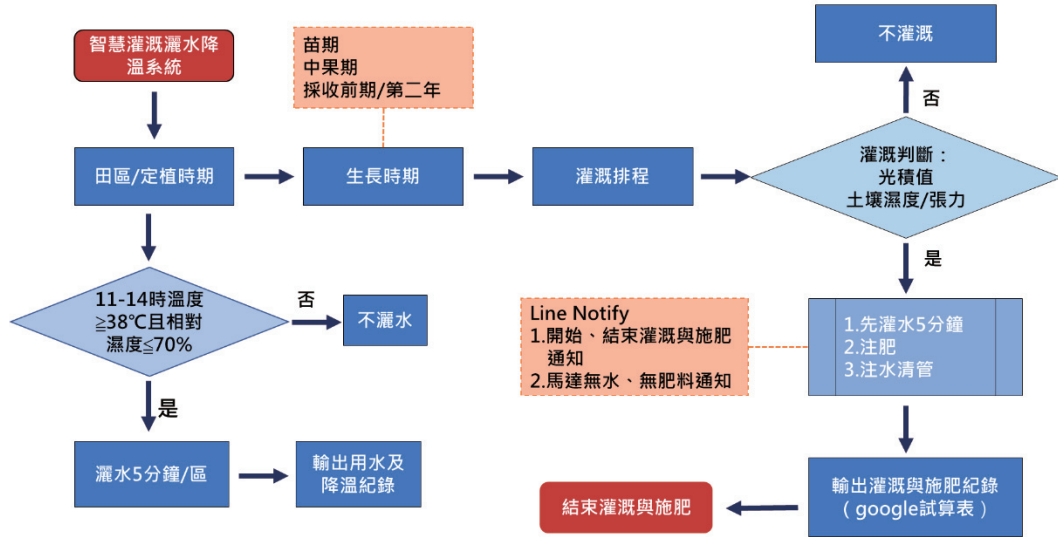 智慧灌溉灑水降
溫系統
苗期
中果期
採收前期/第二年
不灌溉
否
田區/定植時期
生長時期
灌溉排程
灌溉判斷：
光積值
土壤濕度/張力
是
11-14時溫度
≧38℃且相對
濕度≦70%
否
不灑水
Line Notify
1.開始、結束灌溉與施肥
通知
2.馬達無水、無肥料通知
1.先灌水5分鐘
2.注肥
3.注水清管
是
灑水5分鐘/區
輸出用水及
降溫紀錄
結束灌溉與施肥
輸出灌溉與施肥紀錄
（google試算表）